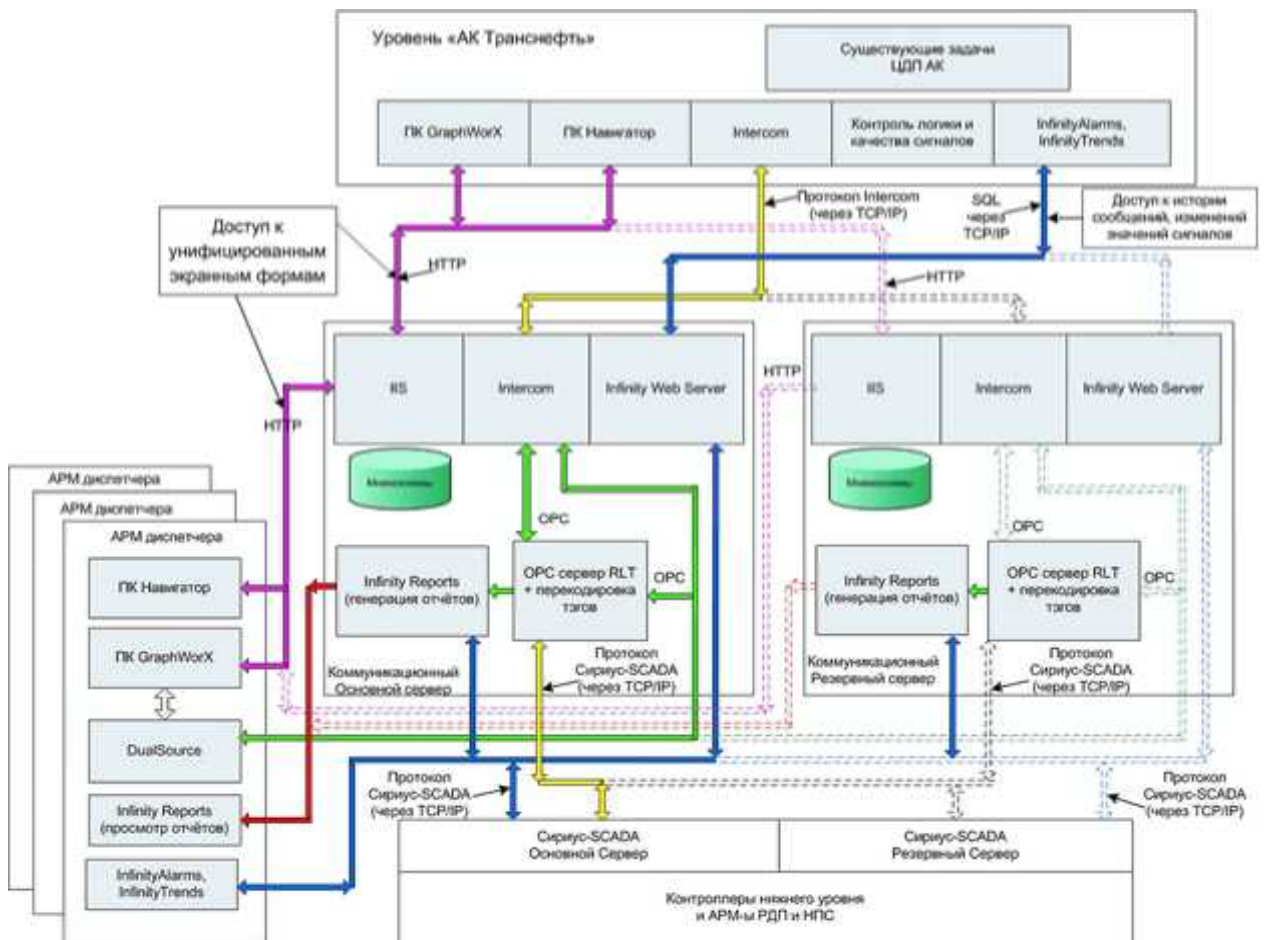 Уровень «АК Транснефть»
Существующие задачи
ЦДП АК
ПК GraphWorX
ПК Навигатор
Intercom
Контроль логики и
качества сигналов
InfinityAlarms,
InfinityTrends
Протокол Intercom
(через TCP/IP)
SQL
через
TCP/IP
Доступ к истории
сообщений, изменений
значений сигналов
Доступ к
унифицированным
экранным формам
HTTP
HTTP
IIS
Intercom
Infinity Web Server
HTTP
IIS
Intercom
Infinity Web Server
HTTP
Мнемосхемы
Мнемосхемы
АРМ диспетчера
АРМ диспетчера
АРМ диспетчера
OPC
OPC
ПК Навигатор
Infinity Reports
(генерация отчётов)
OPC сервер RLT
+ перекодировка
тэгов
OPC
Infinity Reports
(генерация отчётов)
OPC сервер RLT
+ перекодировка
тэгов
OPC
ПК GraphWorX
Коммуникационный
Основной сервер
Протокол
Сириус-SCADA
(через TCP/IP)
Коммуникационный
Резервный сервер
Протокол
Сириус-SCADA
(через TCP/IP)
DualSource
Infinity Reports
(просмотр отчётов)
Протокол
Сириус-SCADA
(через TCP/IP)
Протокол
Сириус-SCADA
(через TCP/IP)
InfinityAlarms,
InfinityTrends
Сириус-SCADA
Основной Сервер
Сириус-SCADA
Резервный Сервер
Контроллеры нижнего уровня
и АРМ-ы РДП и НПС